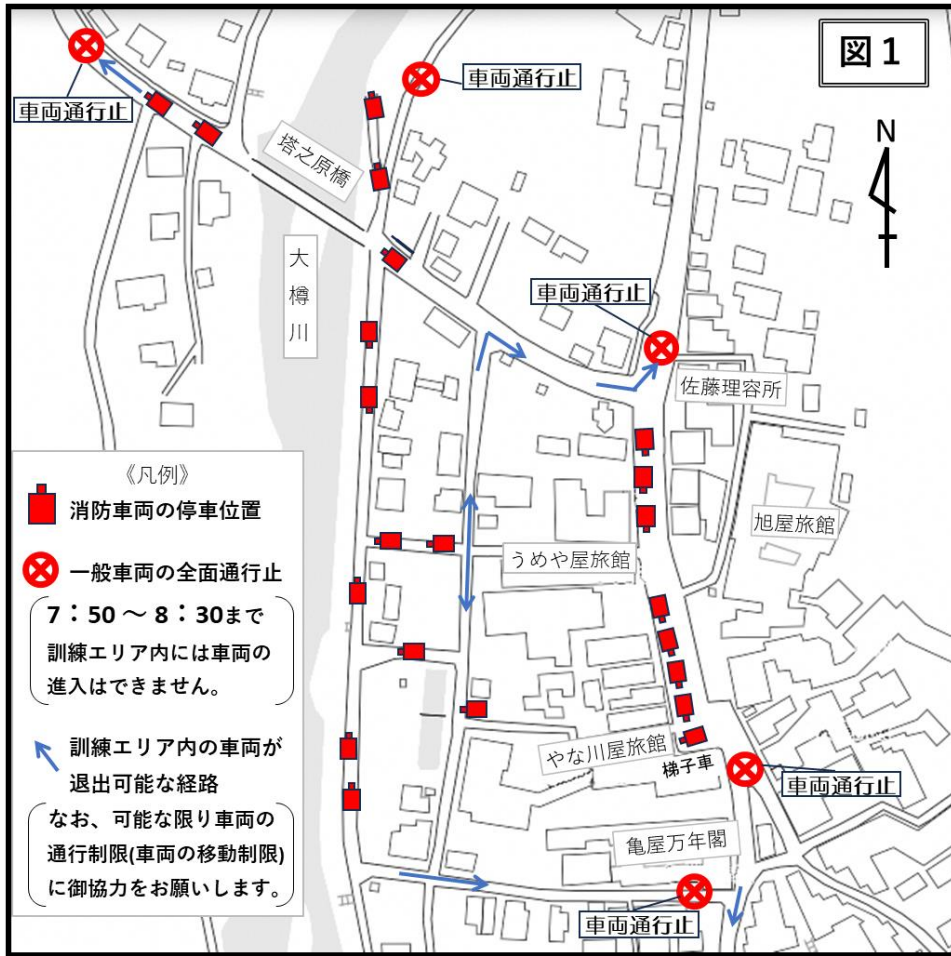 図1
車両通行止
車両通行止
N
塔之原橋
大樽川
車両通行止
佐藤理容所
旭屋旅館
うめや屋旅館
やな川屋旅館
梯子車
車両通行止
亀屋万年閣
車両通行止
《凡例》
消防車両の停車位置
一般車両の全面通行止
7：50 ～ 8：30まで
訓練エリア内には車両の
進入はできません。
訓練エリア内の車両が
退出可能な経路
なお、可能な限り車両の
通行制限(車両の移動制限)
に御協力をお願いします。